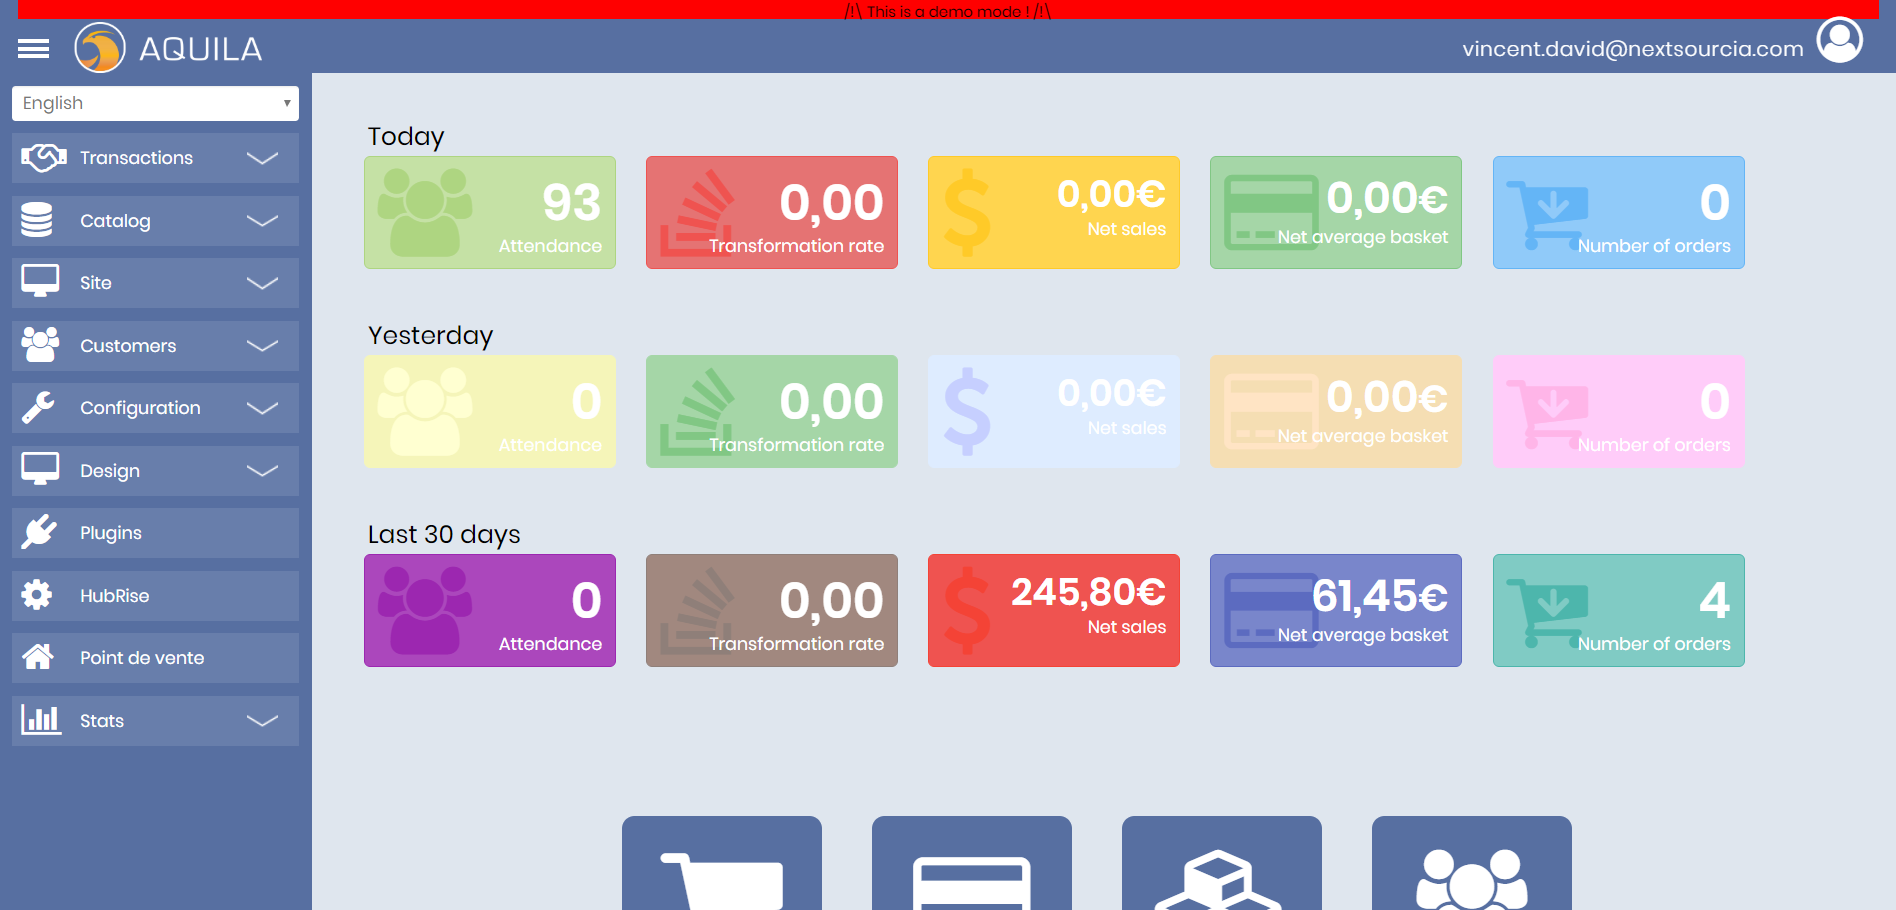 /!\ This is a demo mode ! /!\
AQUILA
vincent.david@nextsourcia.com
English
Transactions
Catalog
Site
Customers
Configuration
Design
Plugins
HubRise
Point de vente
Stats
Today
93
Attendance
0,00
Transformation rate
0,00€
Net sales
0,00€
Net average basket
0
Number of orders
Yesterday
0
Attendance
0,00
Transformation rate
0,00€
Net sales
0,00€
Net average basket
0
Number of orders
Last 30 days
0
Attendance
0,00
Transformation rate
245,80€
Net sales
61,45€
Net average basket
4
Number of orders